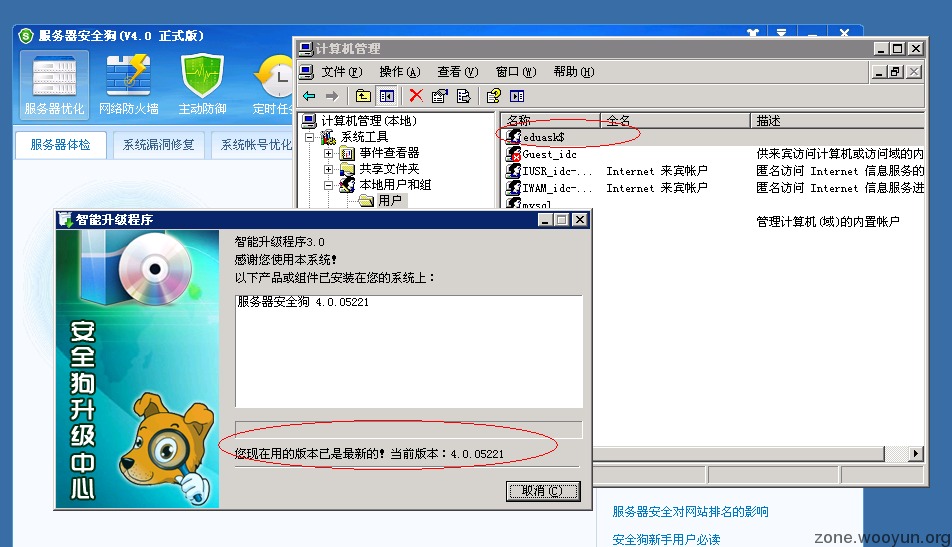 服务器安全狗(V4.0 正式版)
服务器优化
网络防火墙
主动防御
定时任
服务器体检
系统漏洞修复
系统帐号优化
计算机管理
文件(F) 操作(A) 查看(V) 窗口(W) 帮助(H)
计算机管理(本地)
系统工具
事件查看器
共享文件夹
本地用户和组
用户
名称 全名 描述
eduask$
Guest_idc 供来宾访问计算机或访问域的内
IUSR_idc-... Internet 来宾帐户 匿名访问 Internet 信息服务的
IWAM_idc-... Internet 来宾帐户 匿名访问 Internet 信息服务进
mysql
管理计算机(域)的内置帐户
智能升级程序
安全狗升级中心
智能升级程序3.0
感谢您使用本系统!
以下产品或组件已安装在您的系统上:
服务器安全狗 4.0.05221
您现在用的版本已是最新的! 当前版本:4.0.05221
取消(C)
服务器安全对网站排名的影响
安全狗新手用户必读
zone.wooyun.org